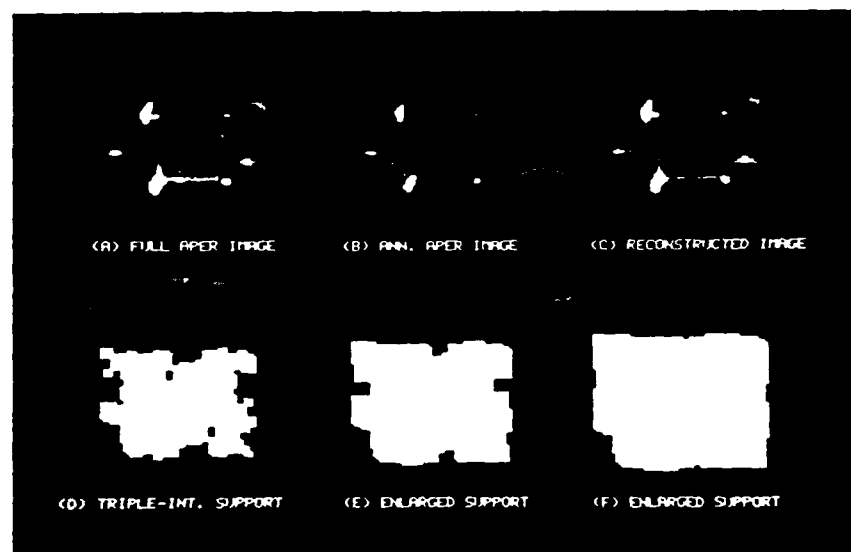 (A) FULL APER IMAGE
(B) ANN. APER IMAGE
(C) RECONSTRUCTED IMAGE
(D) TRIPLE-INT. SUPPORT
(E) ENLARGED SUPPORT
(F) ENLARGED SUPPORT